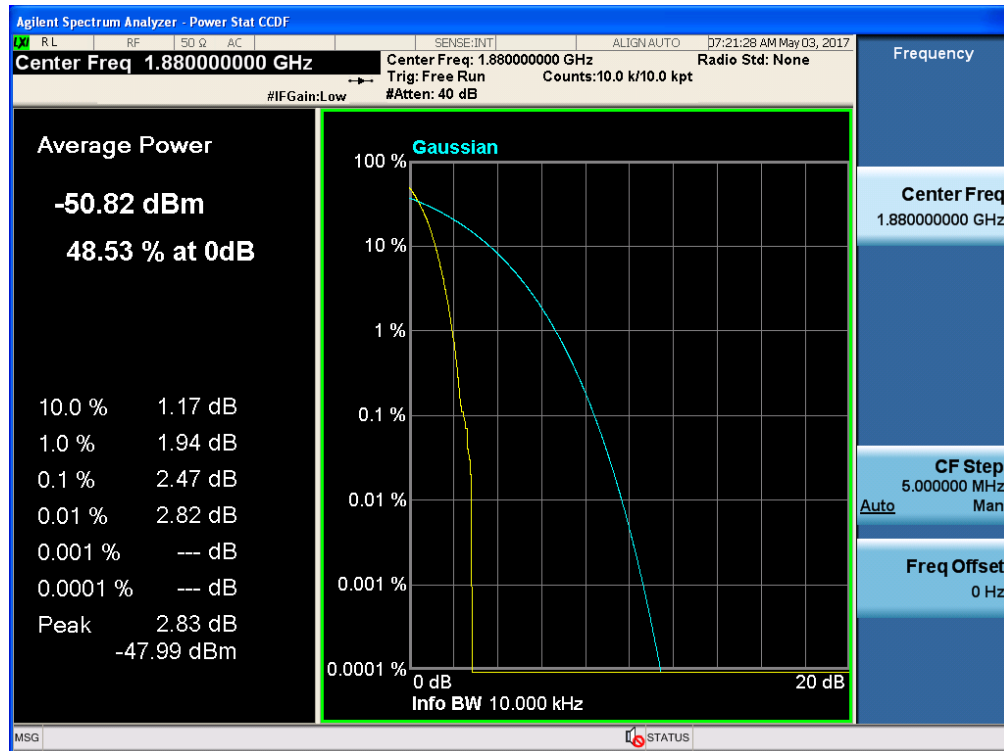 Agilent Spectrum Analyzer - Power Stat CCDF
LXI RL RF 50 Ω AC SENSE:INT ALIGN AUTO 07:21:28 AM May 03, 2017
Center Freq 1.880000000 GHz
Center Freq: 1.880000000 GHz Radio Std: None
Trig: Free Run Counts:10.0 k/10.0 kpt
#IFGain:Low #Atten: 40 dB
Frequency
Average Power
-50.82 dBm
48.53 % at 0dB
10.0 % 1.17 dB
1.0 % 1.94 dB
0.1 % 2.47 dB
0.01 % 2.82 dB
0.001 % --- dB
0.0001 % --- dB
Peak 2.83 dB
-47.99 dBm
Gaussian
100 %
10 %
1 %
0.1 %
0.01 %
0.001 %
0.0001 %
0 dB 20 dB
Info BW 10.000 kHz
Center Freq
1.880000000 GHz
CF Step
5.000000 MHz
Auto Man
Freq Offset
0 Hz
MSG STATUS